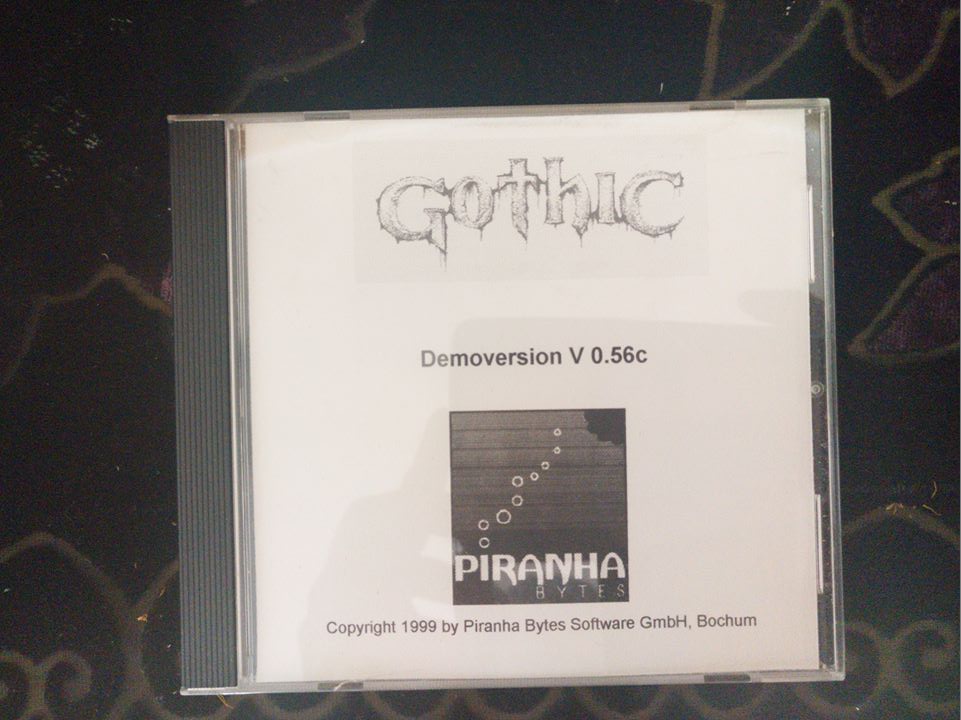 GothiC
Demoversion V 0.56c
PIRANHA
BYTES
Copyright 1999 by Piranha Bytes Software GmbH, Bochum